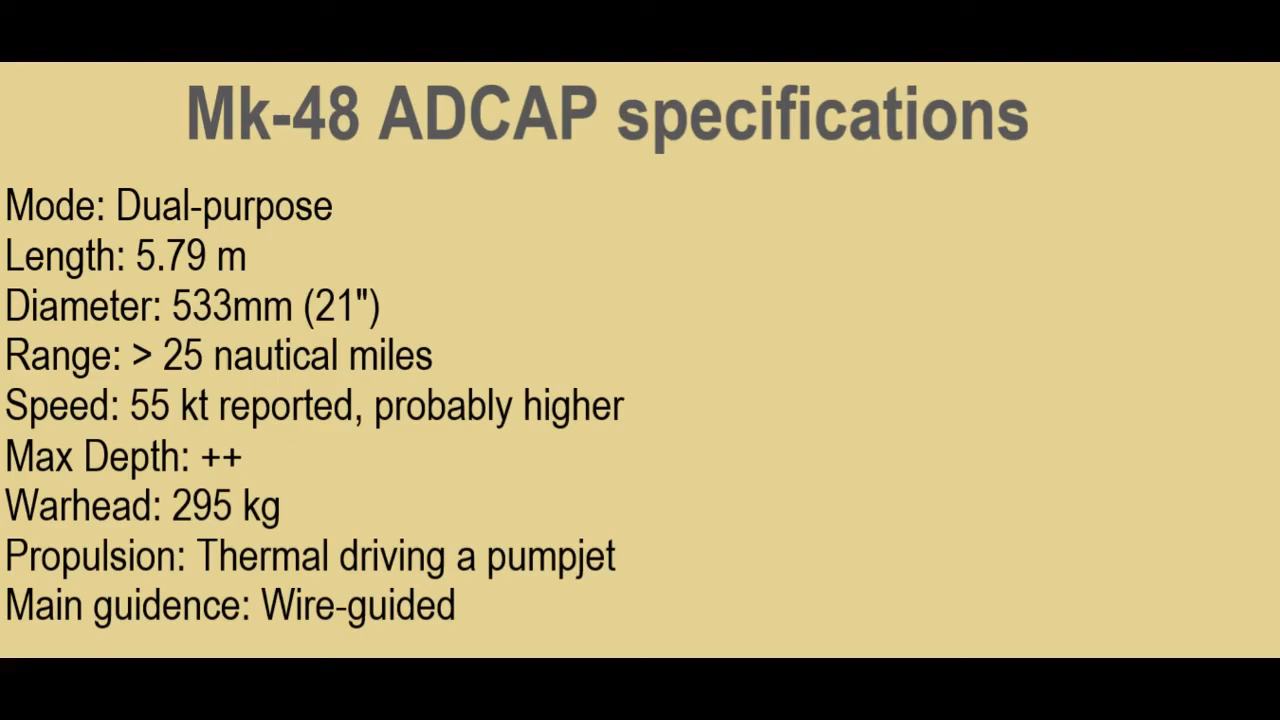 Mk-48 ADCAP specifications
Mode: Dual-purpose
Length: 5.79 m
Diameter: 533mm (21")
Range: > 25 nautical miles
Speed: 55 kt reported, probably higher
Max Depth: ++
Warhead: 295 kg
Propulsion: Thermal driving a pumpjet
Main guidence: Wire-guided